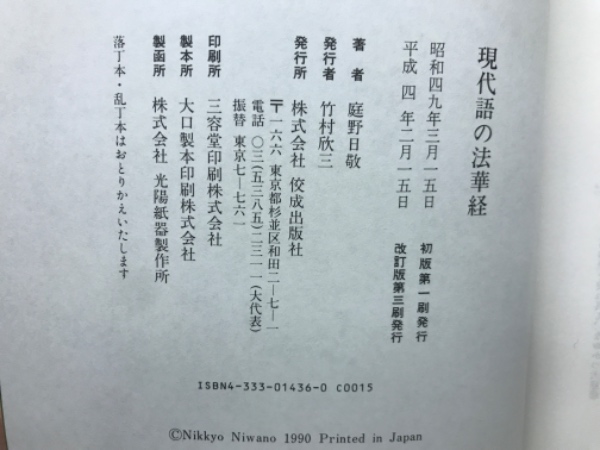 現代語の法華経
昭和四九年三月一五日 初版第一刷発行
平成 四 年二月一五日 改訂版第三刷発行
著 者 庭野日敬
発行者 竹村欣三
発行所 株式会社 佼成出版社
〒一六六 東京都杉並区和田二―七―一
電話 〇三(五三八五)二三一一(大代表)
振替 東京七―七六一
印刷所 三容堂印刷株式会社
製本所 大口製本印刷株式会社
製函所 株式会社 光陽紙器製作所
落丁本・乱丁本はおとりかえいたします
ISBN4-333-01436-0 C0015
©Nikkyo Niwano 1990 Printed in Japan